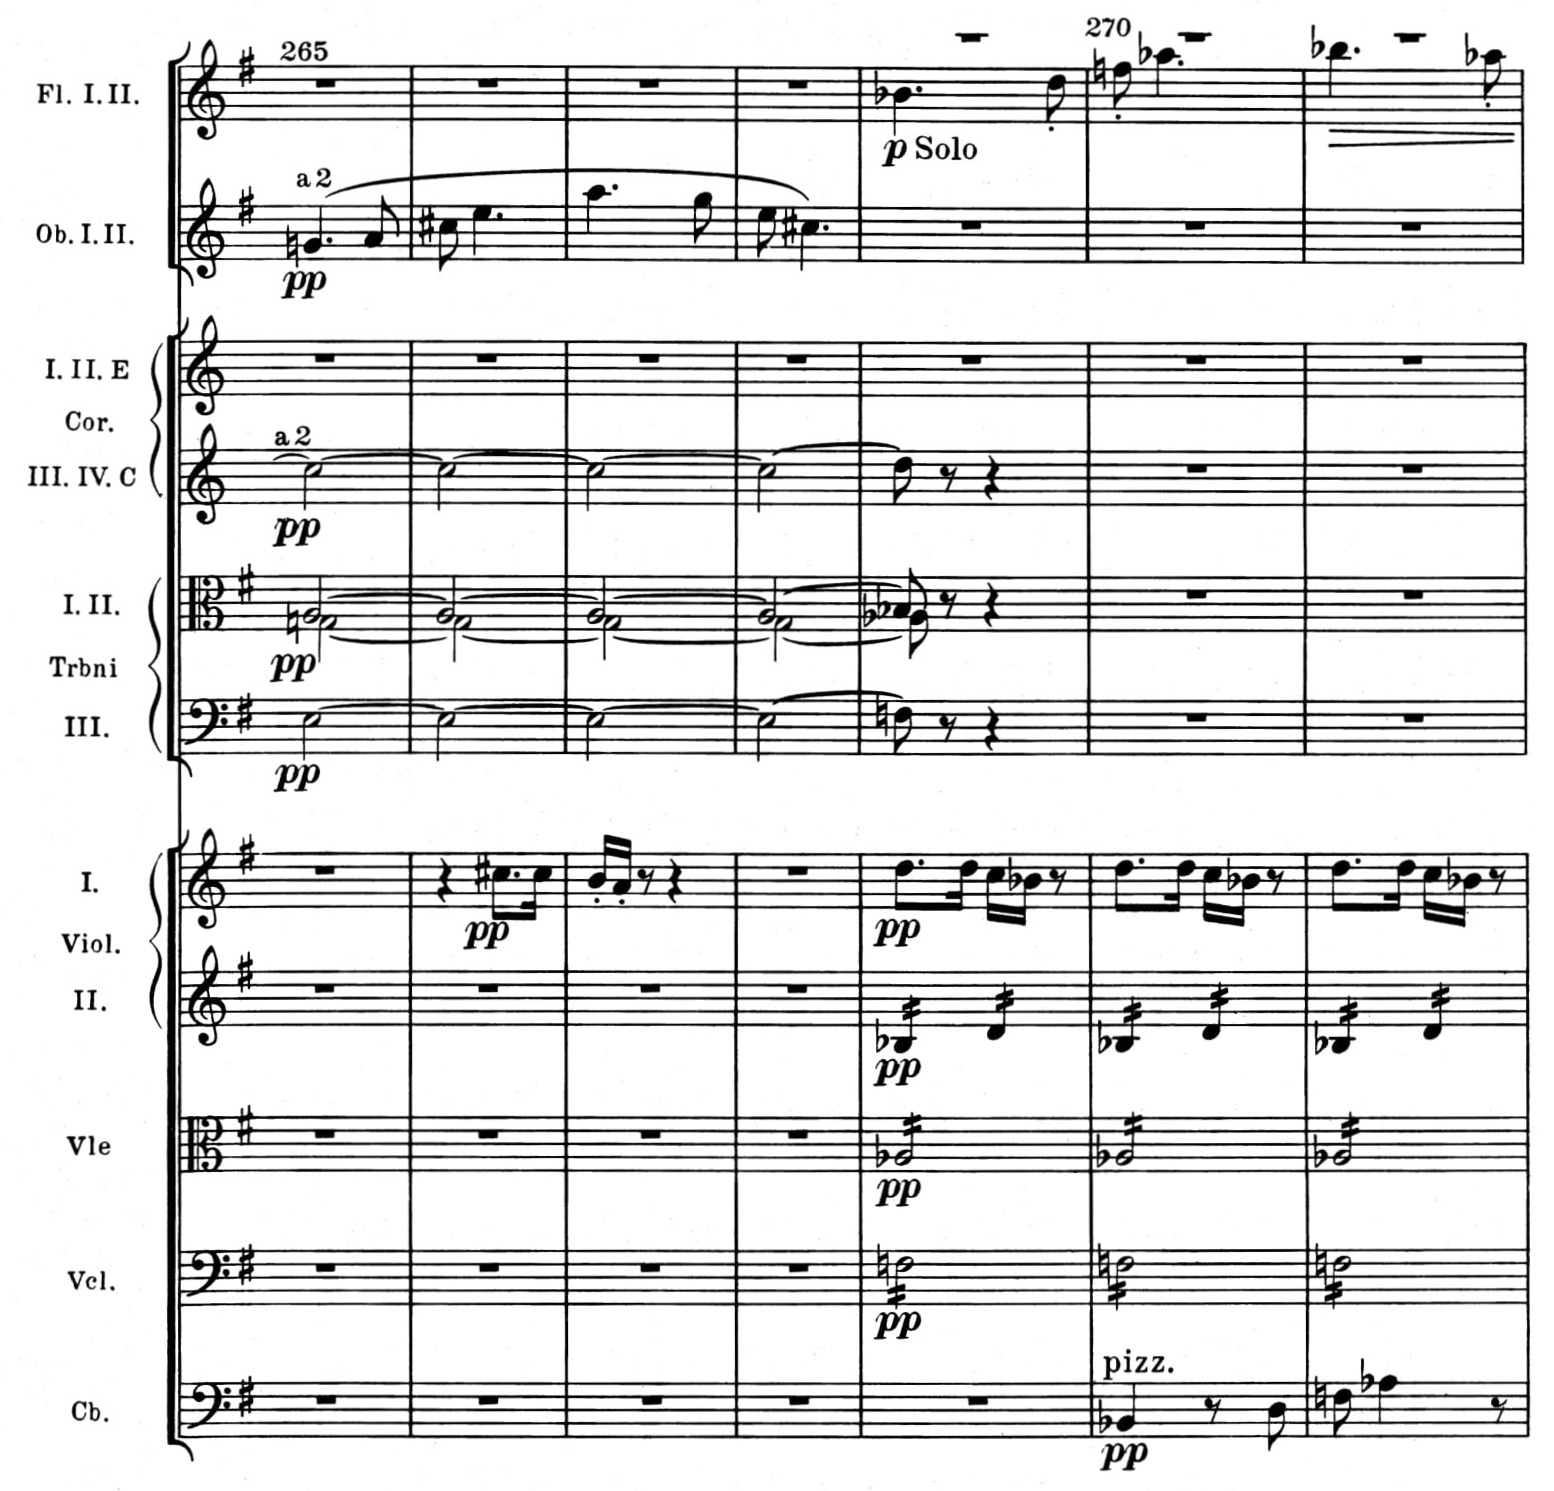 265 270
Fl. I. II.
p Solo
a 2
Ob. I. II.
pp
I. II. E
Cor.
a 2
III. IV. C
pp
I. II.
pp
Trbni
III.
pp
I.
pp pp
Viol.
II.
pp
Vle
pp
Vcl.
pp
pizz.
Cb.
pp